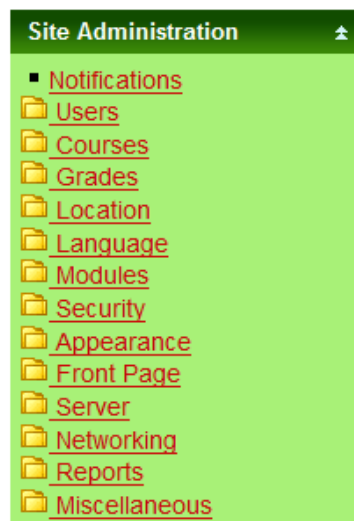 Site Administration
Notifications
Users
Courses
Grades
Location
Language
Modules
Security
Appearance
Front Page
Server
Networking
Reports
Miscellaneous